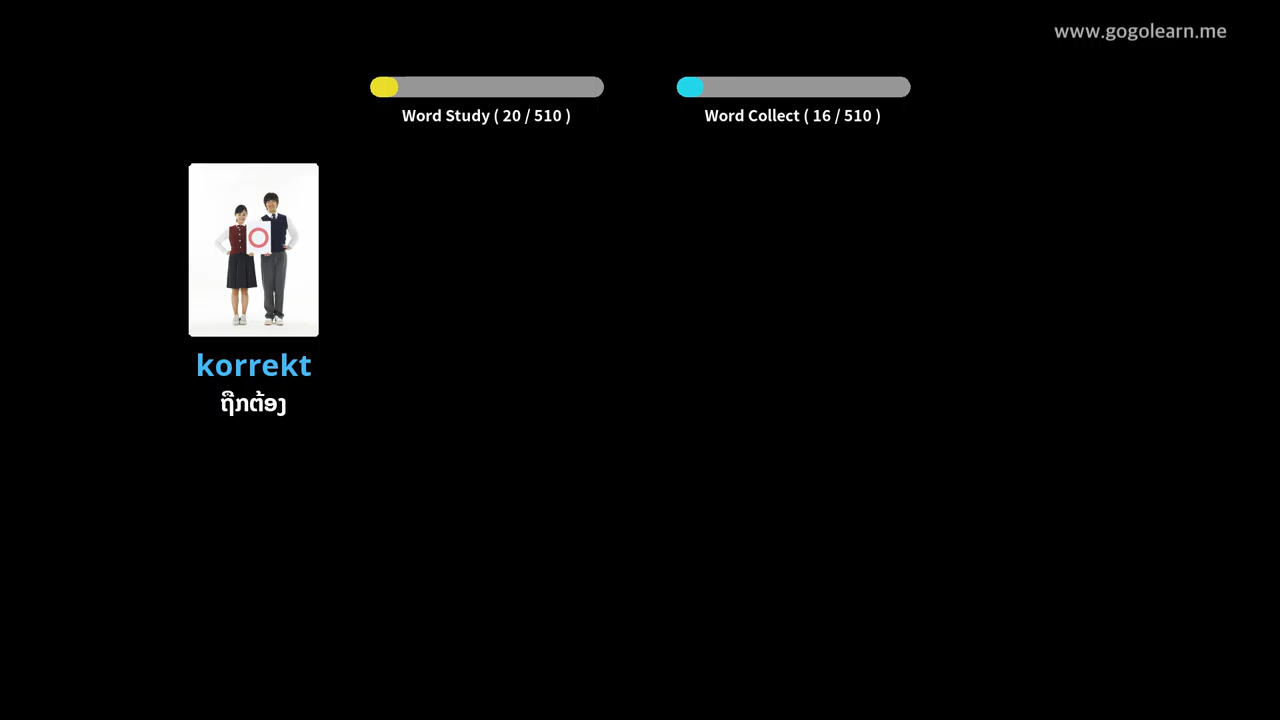 www.gogolearn.me
Word Study ( 20 / 510 )
Word Collect ( 16 / 510 )
korrekt
ຖືກຕ້ອງ